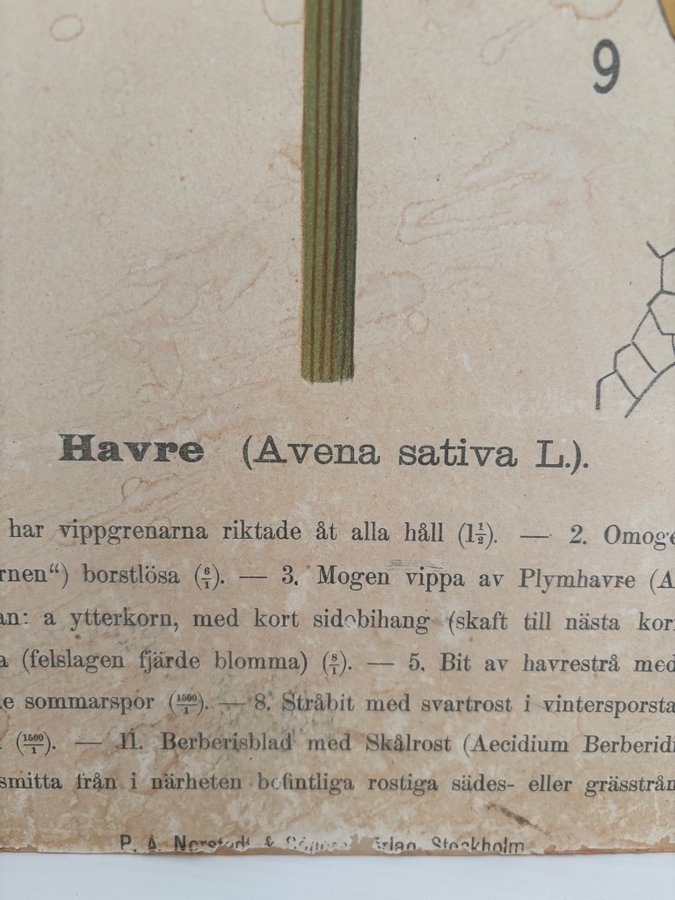 9
Havre (Avena sativa L.).
har vippgrenarna riktade åt alla håll (1½). — 2. Omoge
rnen“) borstlösa (6/1). — 3. Mogen vippa av Plymhavre (A
an: a ytterkorn, med kort sidobihang (skaft till nästa kor
a (felslagen fjärde blomma) (8/1). — 5. Bit av havrestrå med
e sommarspor (1500/1). — 8. Stråbit med svartrost i vintersporsta
(1500/1). — 11. Berberisblad med Skålrost (Aecidium Berberidi
smitta från i närheten befintliga rostiga sädes- eller grässtrån
P. A. Norstedt & Stockholm